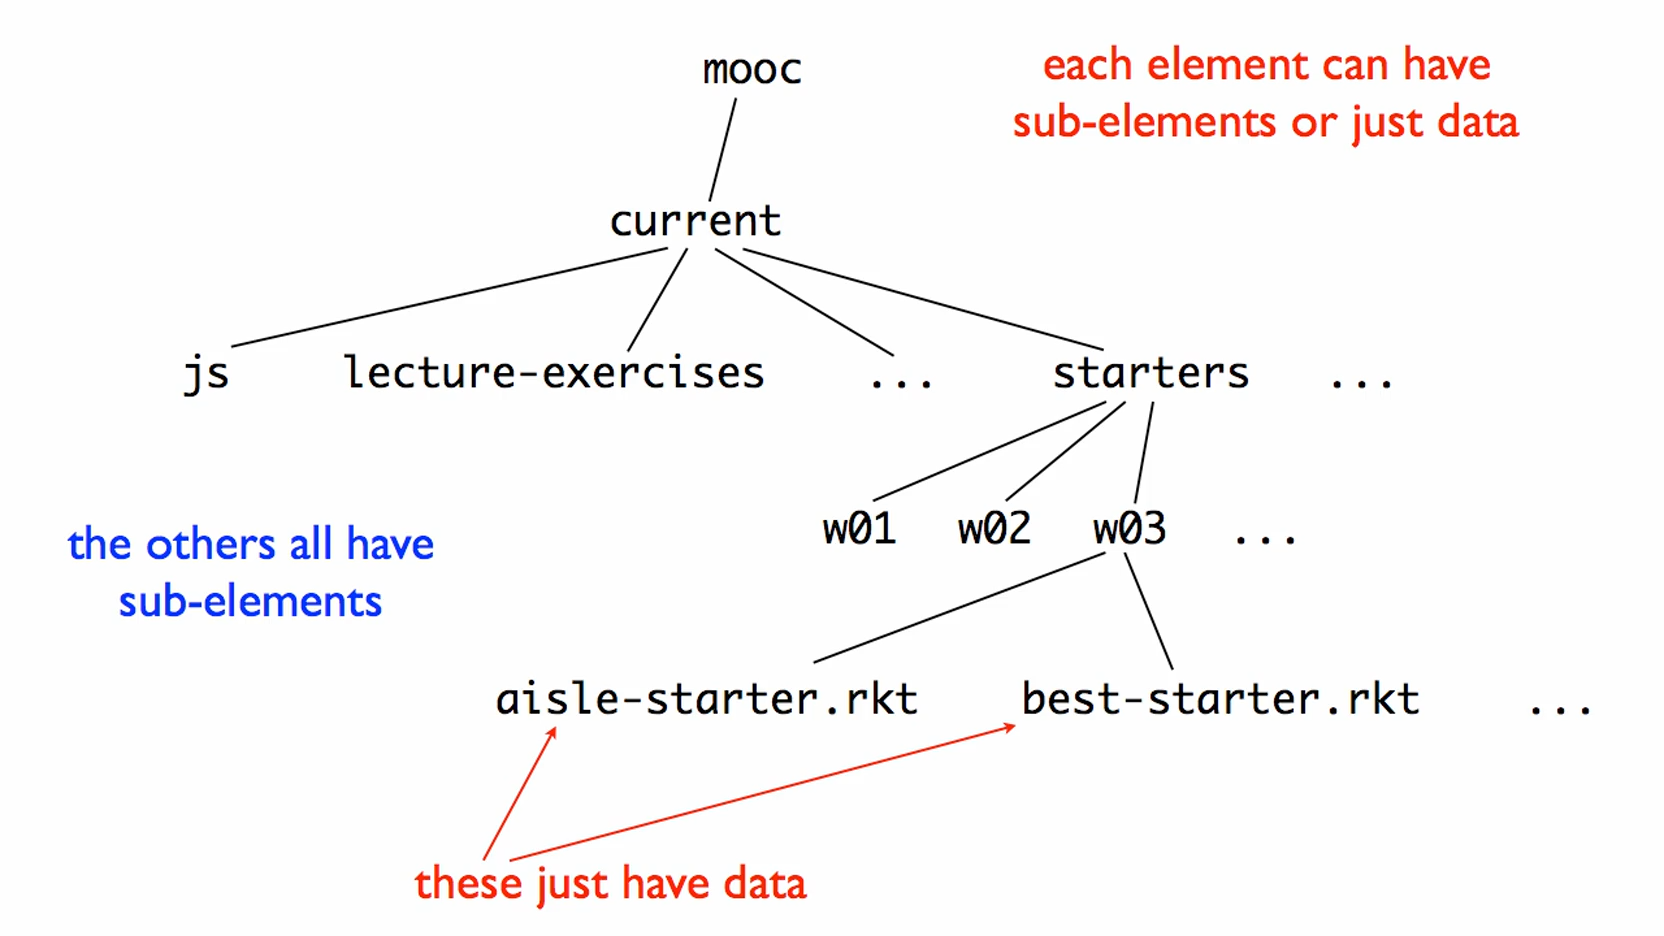 mooc
each element can have
sub-elements or just data
current
js lecture-exercises ... starters ...
w01 w02 w03 ...
the others all have
sub-elements
aisle-starter.rkt best-starter.rkt ...
these just have data